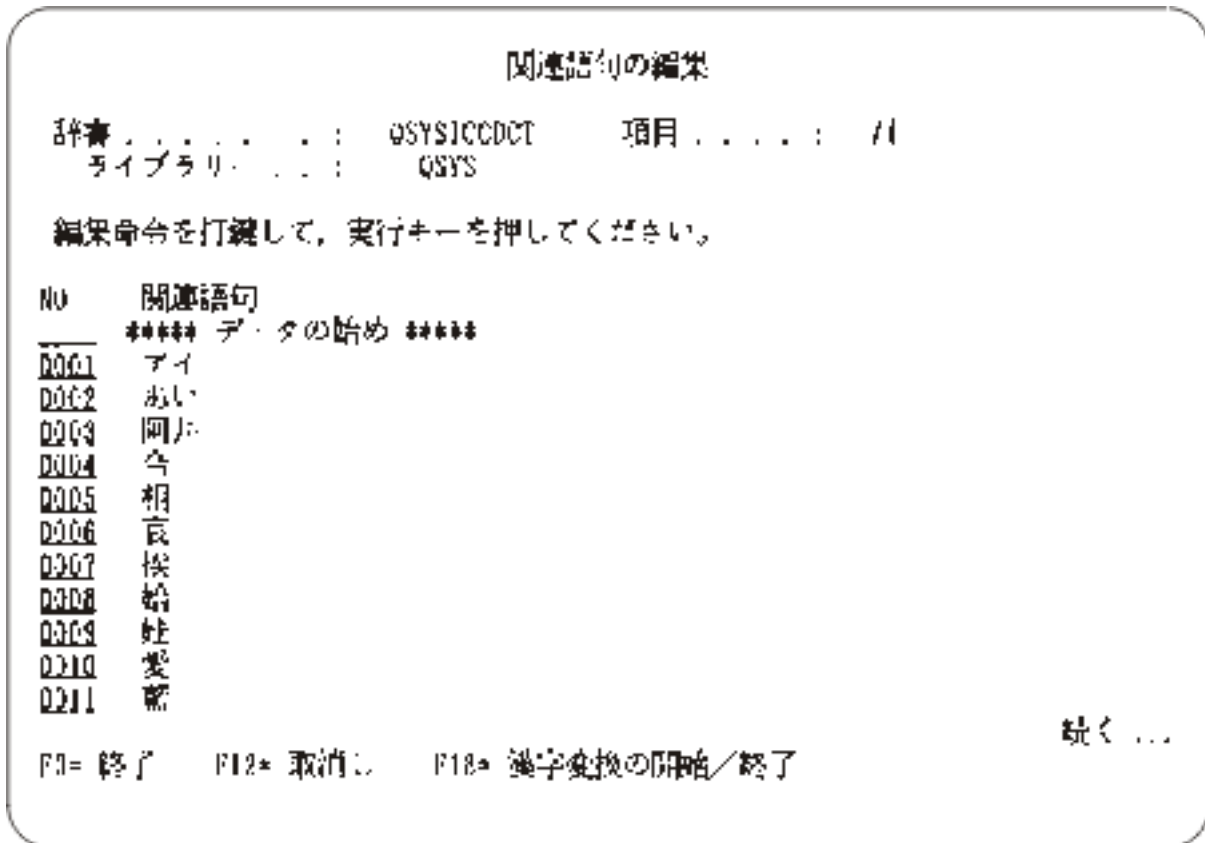 関連語句の編集
辞書 . . . . . . . : QSYSICCDCT 項目 . . . . :
ライブラリー . . . : QSYS
編集命令を打鍵して，実行キーを押してください。
NO 関連語句
***** データの始め *****
0001 アイ
0002 あい
0003 阿井
0004 合
0005 相
0006 哀
0007 挨
0008 蛤
0009 娃
0010 愛
0011 藍
続く ...
F3= 終了 F12= 取消し F18= 漢字変換の開始／終了